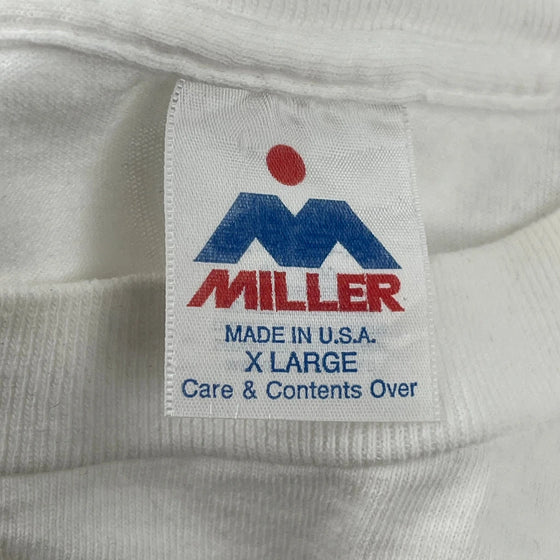 MILLER
MADE IN U.S.A.
X LARGE
Care & Contents Over